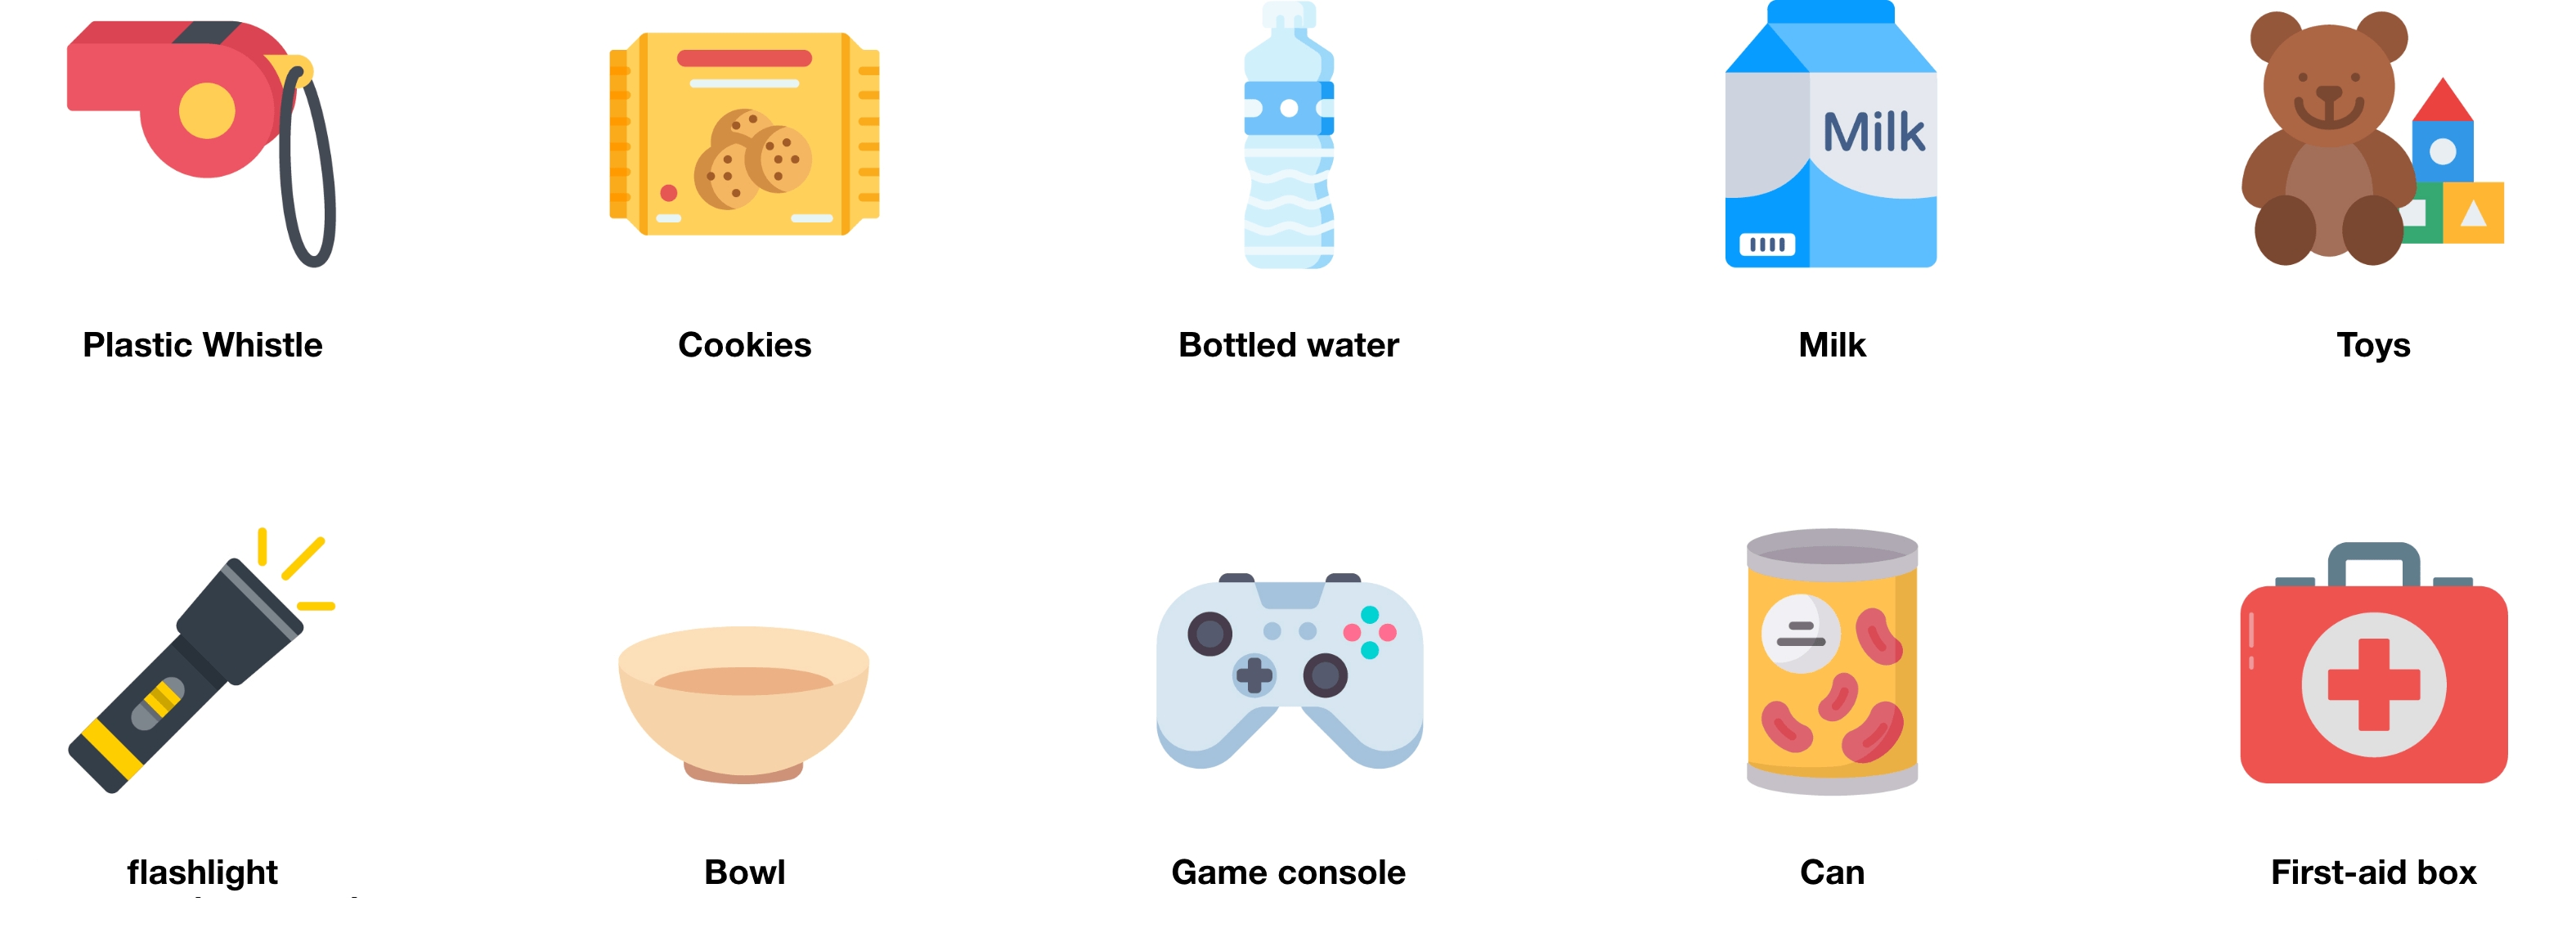 Milk
Plastic Whistle
Cookies
Bottled water
Milk
Toys
flashlight
Bowl
Game console
Can
First-aid box